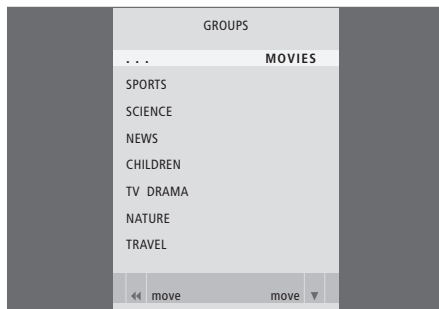 GROUPS
. . . MOVIES
SPORTS
SCIENCE
NEWS
CHILDREN
TV DRAMA
NATURE
TRAVEL
◀◀ move move ▼